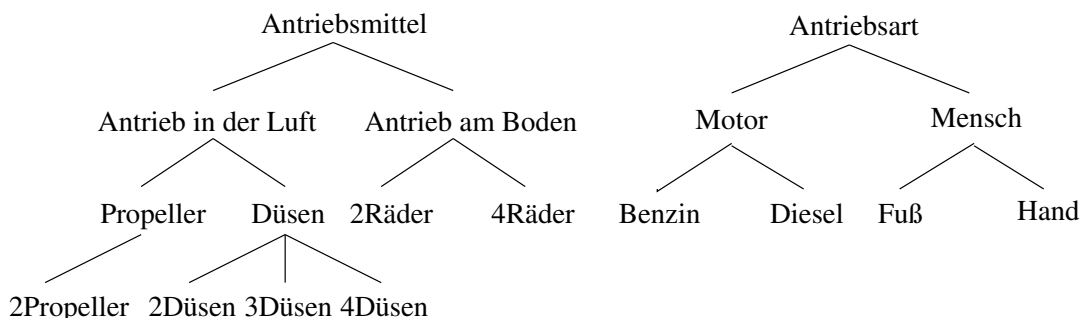 Antriebsmittel Antriebsart
Antrieb in der Luft Antrieb am Boden Motor Mensch
Propeller Düsen 2Räder 4Räder Benzin Diesel Fuß Hand
2Propeller 2Düsen 3Düsen 4Düsen